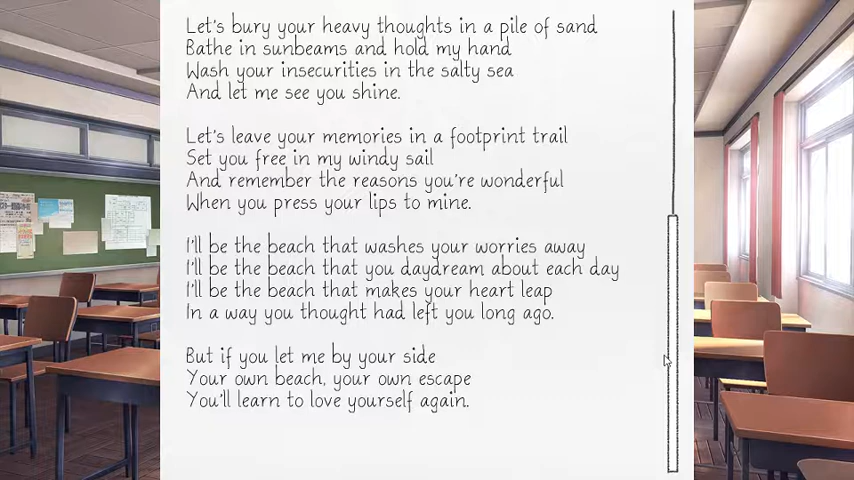 Let's bury your heavy thoughts in a pile of sand
Bathe in sunbeams and hold my hand
Wash your insecurities in the salty sea
And let me see you shine.

Let's leave your memories in a footprint trail
Set you free in my windy sail
And remember the reasons you're wonderful
When you press your lips to mine.

I'll be the beach that washes your worries away
I'll be the beach that you daydream about each day
I'll be the beach that makes your heart leap
In a way you thought had left you long ago.

But if you let me by your side
Your own beach, your own escape
You'll learn to love yourself again.